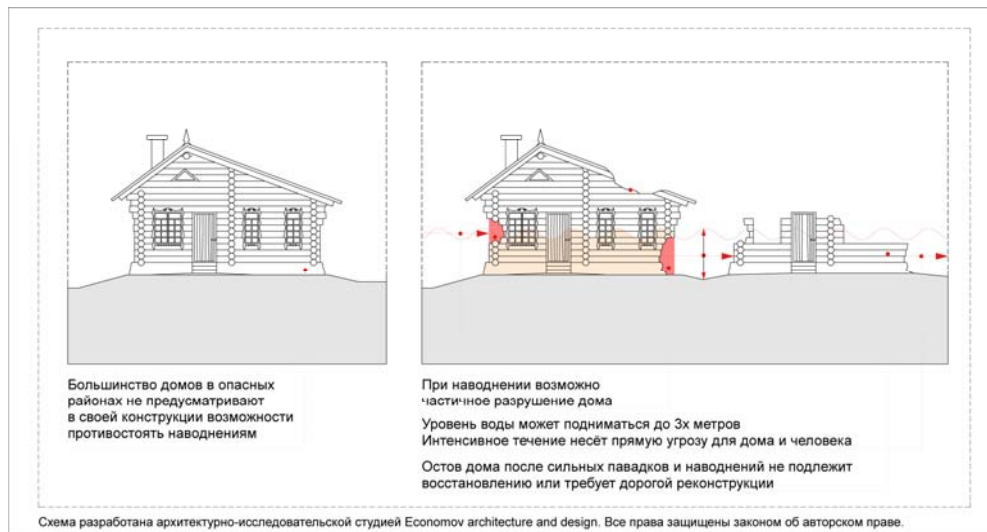 Большинство домов в опасных
районах не предусматривают
в своей конструкции возможности
противостоять наводнениям
При наводнении возможно
частичное разрушение дома
Уровень воды может подниматься до 3х метров
Интенсивное течение несёт прямую угрозу для дома и человека
Остов дома после сильных павадков и наводнений не подлежит
восстановлению или требует дорогой реконструкции
Схема разработана архитектурно-исследовательской студией Economov architecture and design. Все права защищены законом об авторском праве.